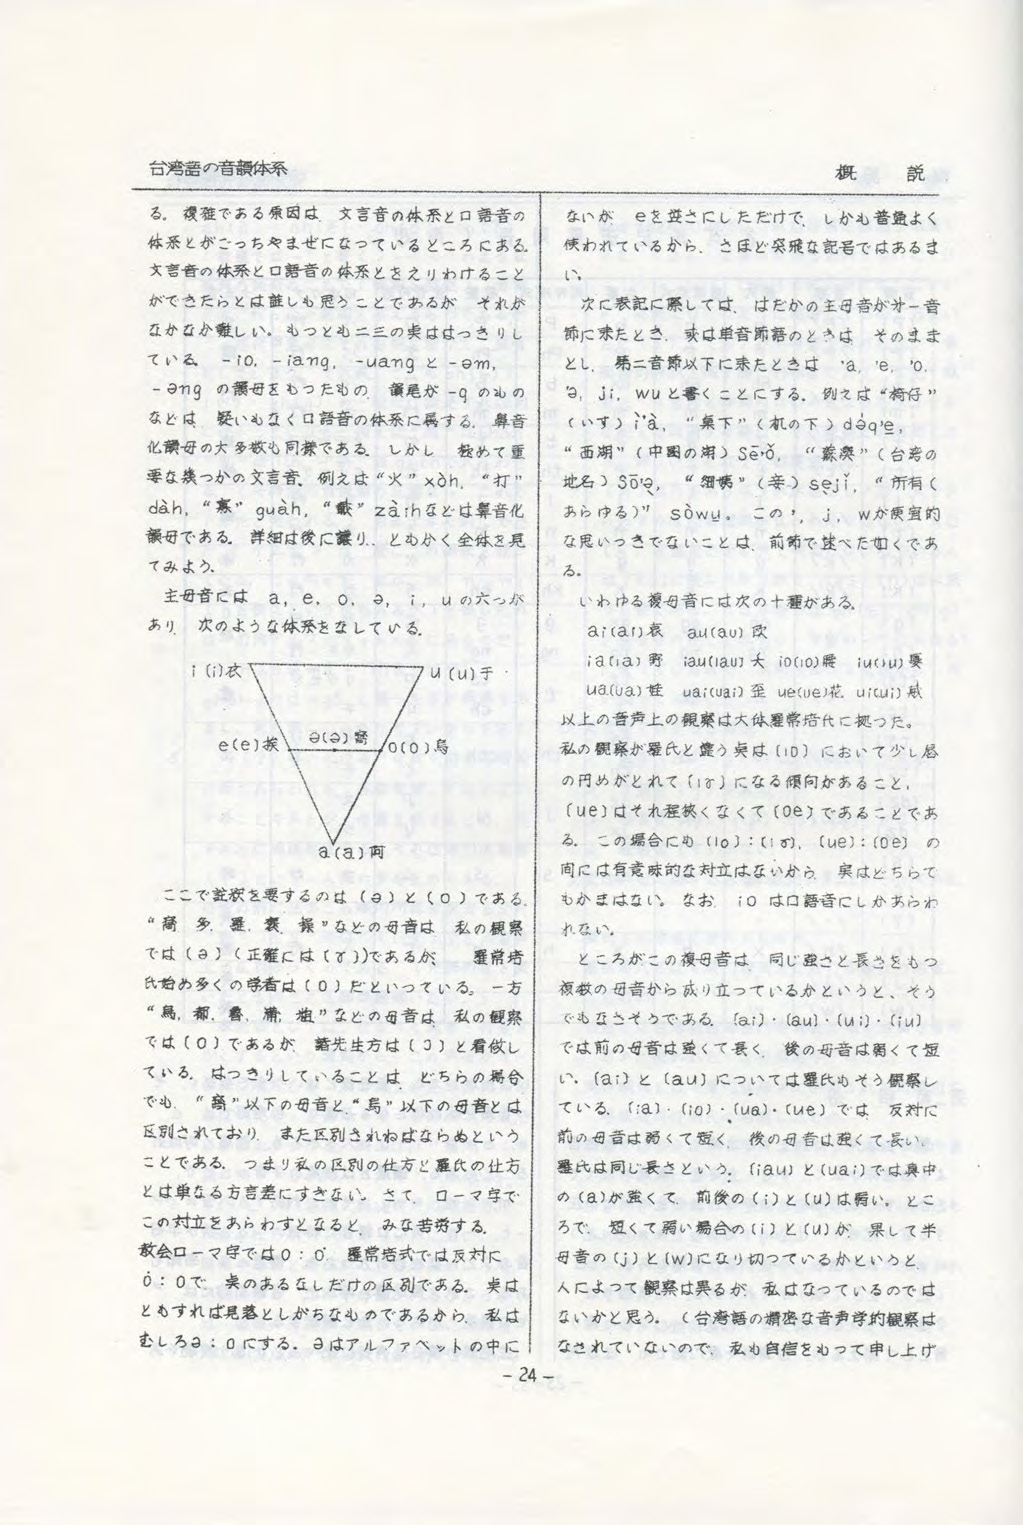 台湾語の音韻体系
概　説
る。複雑である原因は、文言音の体系と口語音の
体系とがごっちゃまぜになっているところにある。
文言音の体系と口語音の体系とをえりわけること
ができたらとは誰しも思うことであるが、それが
なかなか難しい。もっとも二三の実ははっきりし
ている。-io, -iang, -uang と -əm,
-əng の韻母をもったもの、韻尾が -q のもの
などは、疑いもなく口語音の体系に属する。鼻音
化韻母の大多数も同様である。しかし、極めて重
要な幾つかの文言音、例えば“火”xòh, “打”
dàh, “寡”guàh, “載”zài:hなどは鼻音化
韻母である。詳細は後に譲り、ともかく全体を見
てみよう。
主母音には a, e, o, ə, i, u の六つが
あり、次のような体系をなしている。
i (i)衣
u (u)于
e(e)挨
ə(ə)窩
o(o)烏
a(a)阿
ここで説明を要するのは〔ə〕と〔o〕である。
“窩、多、羅、褒、操”などの母音は、私の観察
では〔ə〕(正確には〔ɤ〕)であるが、羅常培
氏始め多くの学者は〔o〕だといっている。一方
“烏、都、魯、浦、祖”などの母音は、私の観察
では〔o〕であるが、諸先生方は〔ɔ〕と看做し
ている。はっきりしていることは、どちらの場合
でも、“窩”以下の母音と“烏”以下の母音とは
区別されており、また区別されねばならぬという
ことである。つまり私の区別の仕方と羅氏の仕方
とは単なる方言差にすぎない。さて、ローマ字で
この対立をあらわすとなると、みな苦労する。
教会ローマ字では o : o͘ 羅常培式では反対に
o͘ : o で、点のあるなしだけの区別である。点は
ともすれば見落としがちなものであるから、私は
むしろ ə : o にする。əはアルファベットの中に
ないが、eを逆さにしただけで、しかも普通よく
使われているから、さほど突飛な記号ではあるま
い。
次に表記に際しては、はだかの主母音が才一音
節に来たとき、或は単音節語のときは、そのまま
とし、第二音節以下に来たときは 'a, 'e, 'o,
'ə, ji, wu と書くことにする。例えば“椅仔”
(いす) ì'à, “桌下”(机の下) dəq'e̲,
“西湖”(中国の湖) Sē'ŏ, “蘇澳”(台湾の
地名) Sō'ə̲, “細姨”(妾) se̲jĭ, “所有(
あらゆる)” sòwu̲。この', j, wが便宜的
な思いつきでないことは、前節で述べた如くであ
る。
いわゆる復母音には次の十種がある。
ai(ai)哀　au(au)欧
ia(ia)野　iau(iau)夭　io(io)腰　iu(iu)憂
ua(ua)娃　uai(uai)歪　ue(ue)花　ui(ui)威
以上の音声上の観察は大体羅常培氏に拠った。
私の観察が羅氏と違う点は〔io〕において少し唇
の円めがとれて〔iɤ〕になる傾向があること、
〔ue〕はそれ程狭くなくて〔oe〕であることであ
る。この場合にも〔io〕:〔iɤ〕, 〔ue〕:〔oe〕の
間には有意味的な対立はないから、実はどちらで
もかまはない。なお、io は口語音にしかあらわ
れない。
ところがこの復母音は、同じ強さと長さをもつ
複数の母音から成り立っているかというと、そう
でもなさそうである。〔ai〕・〔au〕・〔ui〕・〔iu〕
では前の母音は強くて長く、後の母音は弱くて短
い。〔ai〕と〔au〕については羅氏もそう観察し
ている。〔ia〕・〔io〕・〔ua〕・〔ue〕では、反対に
前の母音は弱くて短く、後の母音は強くて長い。
羅氏は同じ長さという。〔iau〕と〔uai〕では真中
の〔a〕が強くて、前後の〔i〕と〔u〕は弱い。とこ
ろで、短くて弱い場合の〔i〕と〔u〕が、果して半
母音の〔j〕と〔w〕になり切っているかというと、
人によって観察は異るが、私はなっているのでは
ないかと思う。(台湾語の精密な音声学的観察は
なされていないので、私も自信をもって申し上げ
- 24 -